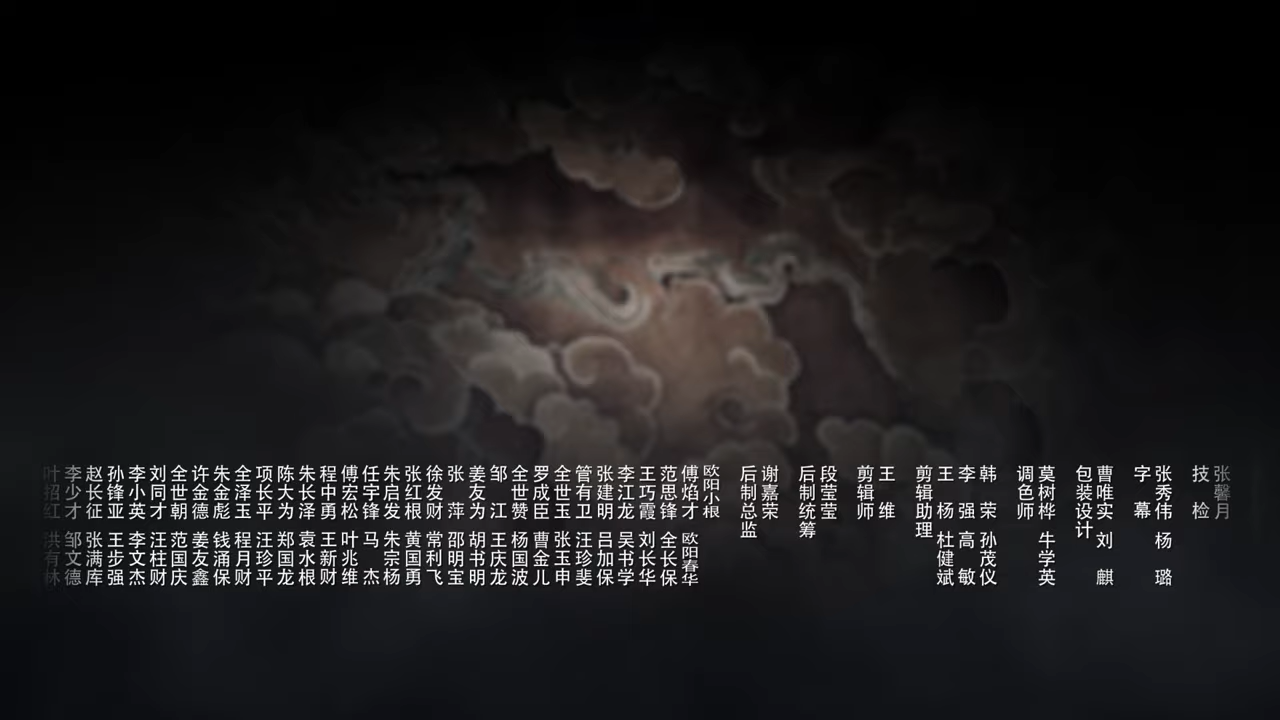 叶招红 洪有林
李少才 邹文德
赵长征 张满库
孙锋亚 王步强
李小英 李文杰
刘同才 汪柱财
全世朝 范国庆
许金德 姜友鑫
朱金彪 钱涌保
全泽玉 程月财
项长平 汪珍平
陈大为 郑国龙
朱长泽 袁水根
程中勇 王新财
傅宏松 叶兆维
任宇锋 马杰
朱启发 朱宗杨
张红根 黄国勇
徐发财 常利飞
张萍 邵明宝
姜友为 胡书明
邹江 王庆龙
全世赞 杨国波
罗成臣 曹金儿
全世玉 张玉申
管有卫 汪珍斐
张建明 吕加保
李江龙 吴书学
王巧霞 刘长华
范思锋 全长保
傅焰才 欧阳春华
欧阳小根
后制总监
谢嘉荣
后制统筹
段莹莹
剪辑师
王维
剪辑助理
王杨 杜健斌
李强 高敏
韩荣 孙茂仪
调色师
莫树桦 牛学英
包装设计
曹唯实 刘麒
字幕
张秀伟 杨璐
技检
张馨月